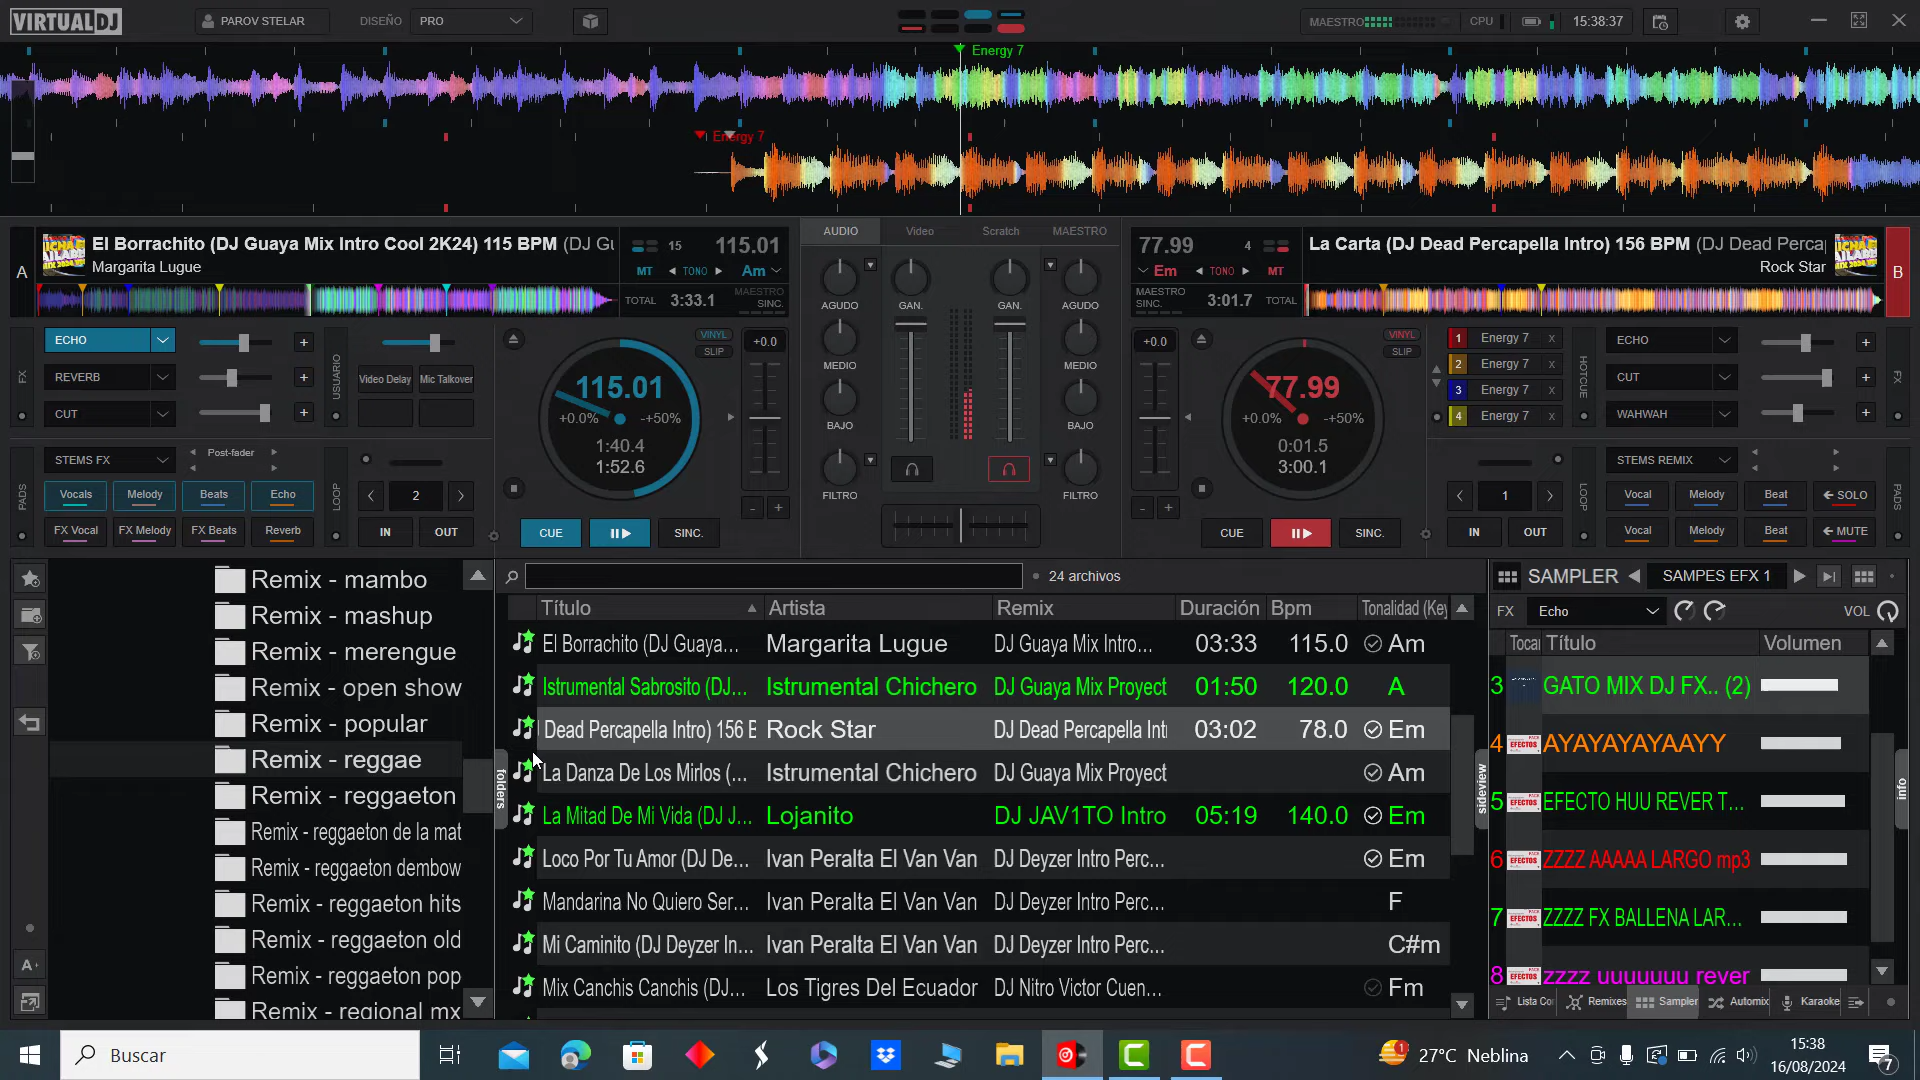 VIRTUALDJ
PAROV STELAR
DISEÑO PRO
MAESTRO
CPU
15:38:37
Energy 7
Energy 7
A
El Borrachito (DJ Guaya Mix Intro Cool 2K24) 115 BPM (DJ Gu
Margarita Lugue
15 115.01
MT TONO Am
TOTAL 3:33.1 MAESTRO SINC.
AUDIO Video Scratch MAESTRO
77.99 4
Em TONO MT
MAESTRO SINC. 3:01.7 TOTAL
La Carta (DJ Dead Percapella Intro) 156 BPM (DJ Dead Perca
Rock Star
B
FX
ECHO
REVERB
CUT
USUARIO
Video Delay Mic Talkover
VINYL
SLIP
115.01
+0.0% -+50%
1:40.4
1:52.6
+0.0
AGUDO GAN. GAN. AGUDO
MEDIO MEDIO
BAJO BAJO
FILTRO FILTRO
+0.0
VINYL
SLIP
77.99
+0.0% -+50%
0:01.5
3:00.1
1 Energy 7 x
2 Energy 7 x
3 Energy 7 x
4 Energy 7 x
HOTCUE
ECHO
CUT
WAHWAH
FX
PADS
STEMS FX Post-fader
Vocals Melody Beats Echo
FX Vocal FX Melody FX Beats Reverb
LOOP
2
IN OUT
CUE SINC.
CUE SINC.
1
IN OUT
LOOP
STEMS REMIX
Vocal Melody Beat SOLO
Vocal Melody Beat MUTE
PADS
Remix - mambo
Remix - mashup
Remix - merengue
Remix - open show
Remix - popular
Remix - reggae
Remix - reggaeton
Remix - reggaeton de la mat
Remix - reggaeton dembow
Remix - reggaeton hits
Remix - reggaeton old
Remix - reggaeton pop
Remix - regional mx
A+
folders
24 archivos
Título Artista Remix Duración Bpm Tonalidad (Key
El Borrachito (DJ Guaya... Margarita Lugue DJ Guaya Mix Intro... 03:33 115.0 Am
Istrumental Sabrosito (DJ... Istrumental Chichero DJ Guaya Mix Proyect 01:50 120.0 A
Dead Percapella Intro) 156 B Rock Star DJ Dead Percapella Int 03:02 78.0 Em
La Danza De Los Mirlos (... Istrumental Chichero DJ Guaya Mix Proyect Am
La Mitad De Mi Vida (DJ J... Lojanito DJ JAV1TO Intro 05:19 140.0 Em
Loco Por Tu Amor (DJ De... Ivan Peralta El Van Van DJ Deyzer Intro Perc... Em
Mandarina No Quiero Ser... Ivan Peralta El Van Van DJ Deyzer Intro Perc... F
Mi Caminito (DJ Deyzer In... Ivan Peralta El Van Van DJ Deyzer Intro Perc... C#m
Mix Canchis Canchis (DJ... Los Tigres Del Ecuador DJ Nitro Victor Cuen... Fm
sideview
SAMPLER SAMPES EFX 1
FX Echo VOL
Tocar Título Volumen
3 GATO MIX DJ FX.. (2)
4 EFECTOS AYAYAYAYAAYY
5 EFECTOS EFECTO HUU REVER T...
6 EFECTOS ZZZZ AAAAA LARGO mp3
7 EFECTOS ZZZZ FX BALLENA LAR...
8 EFECTOS zzzz uuuuuuu rever
info
Lista Co Remixes Sampler Automix Karaoke
Buscar
27°C Neblina
15:38
16/08/2024
7